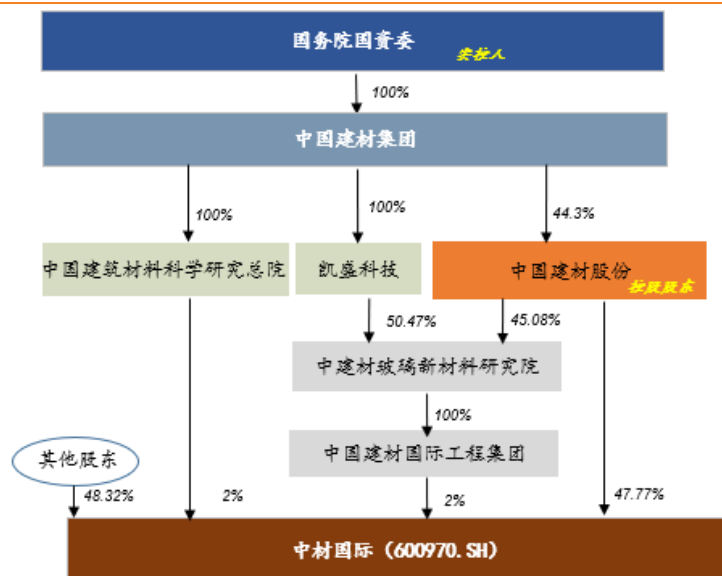 国务院国资委
实控人
100%
中国建材集团
100%
100%
44.3%
中国建筑材料科学研究总院
凯盛科技
中国建材股份
控股股东
50.47%
45.08%
中建材玻璃新材料研究院
100%
其他股东
中国建材国际工程集团
48.32%
2%
2%
47.77%
中材国际（600970.SH）